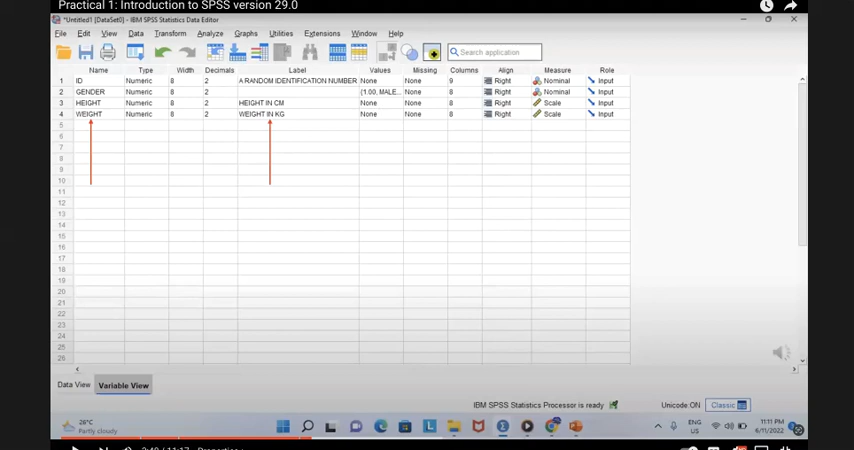 Practical 1: Introduction to SPSS version 29.0
*Untitled1 [DataSet0] - IBM SPSS Statistics Data Editor
File Edit View Data Transform Analyze Graphs Utilities Extensions Window Help
Search application
Name Type Width Decimals Label Values Missing Columns Align Measure Role
1 ID Numeric 8 2 A RANDOM IDENTIFICATION NUMBER None None 9 Right Nominal Input
2 GENDER Numeric 8 2 {1.00, MALE... None 8 Right Nominal Input
3 HEIGHT Numeric 8 2 HEIGHT IN CM None None 8 Right Scale Input
4 WEIGHT Numeric 8 2 WEIGHT IN KG None None 8 Right Scale Input
5
6
7
8
9
10
11
12
13
14
15
16
17
18
19
20
21
22
23
24
25
26
Data View Variable View
IBM SPSS Statistics Processor is ready Unicode:ON Classic
28°C
Partly cloudy
ENG
US
11:11 PM
6/11/2022
2:40 / 11:17